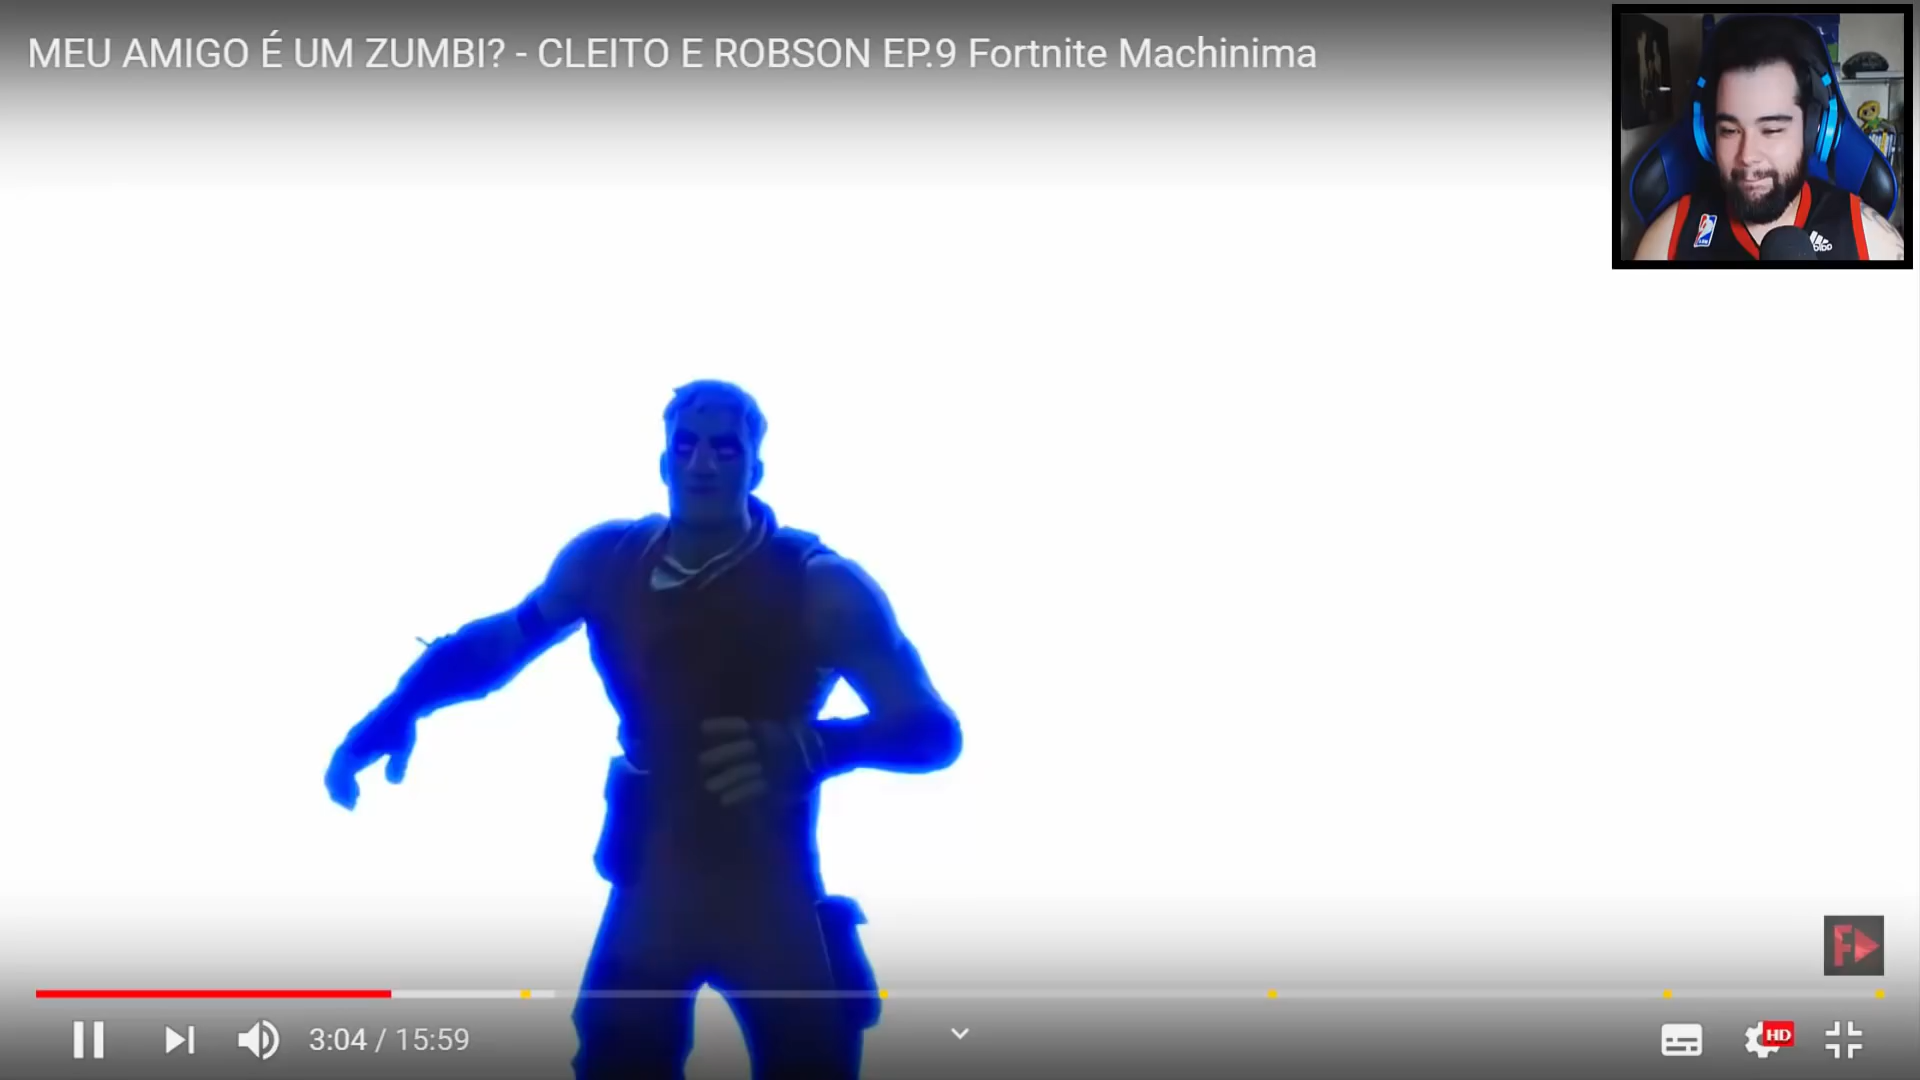 MEU AMIGO É UM ZUMBI? - CLEITO E ROBSON EP.9 Fortnite Machinima
3:04 / 15:59
HD